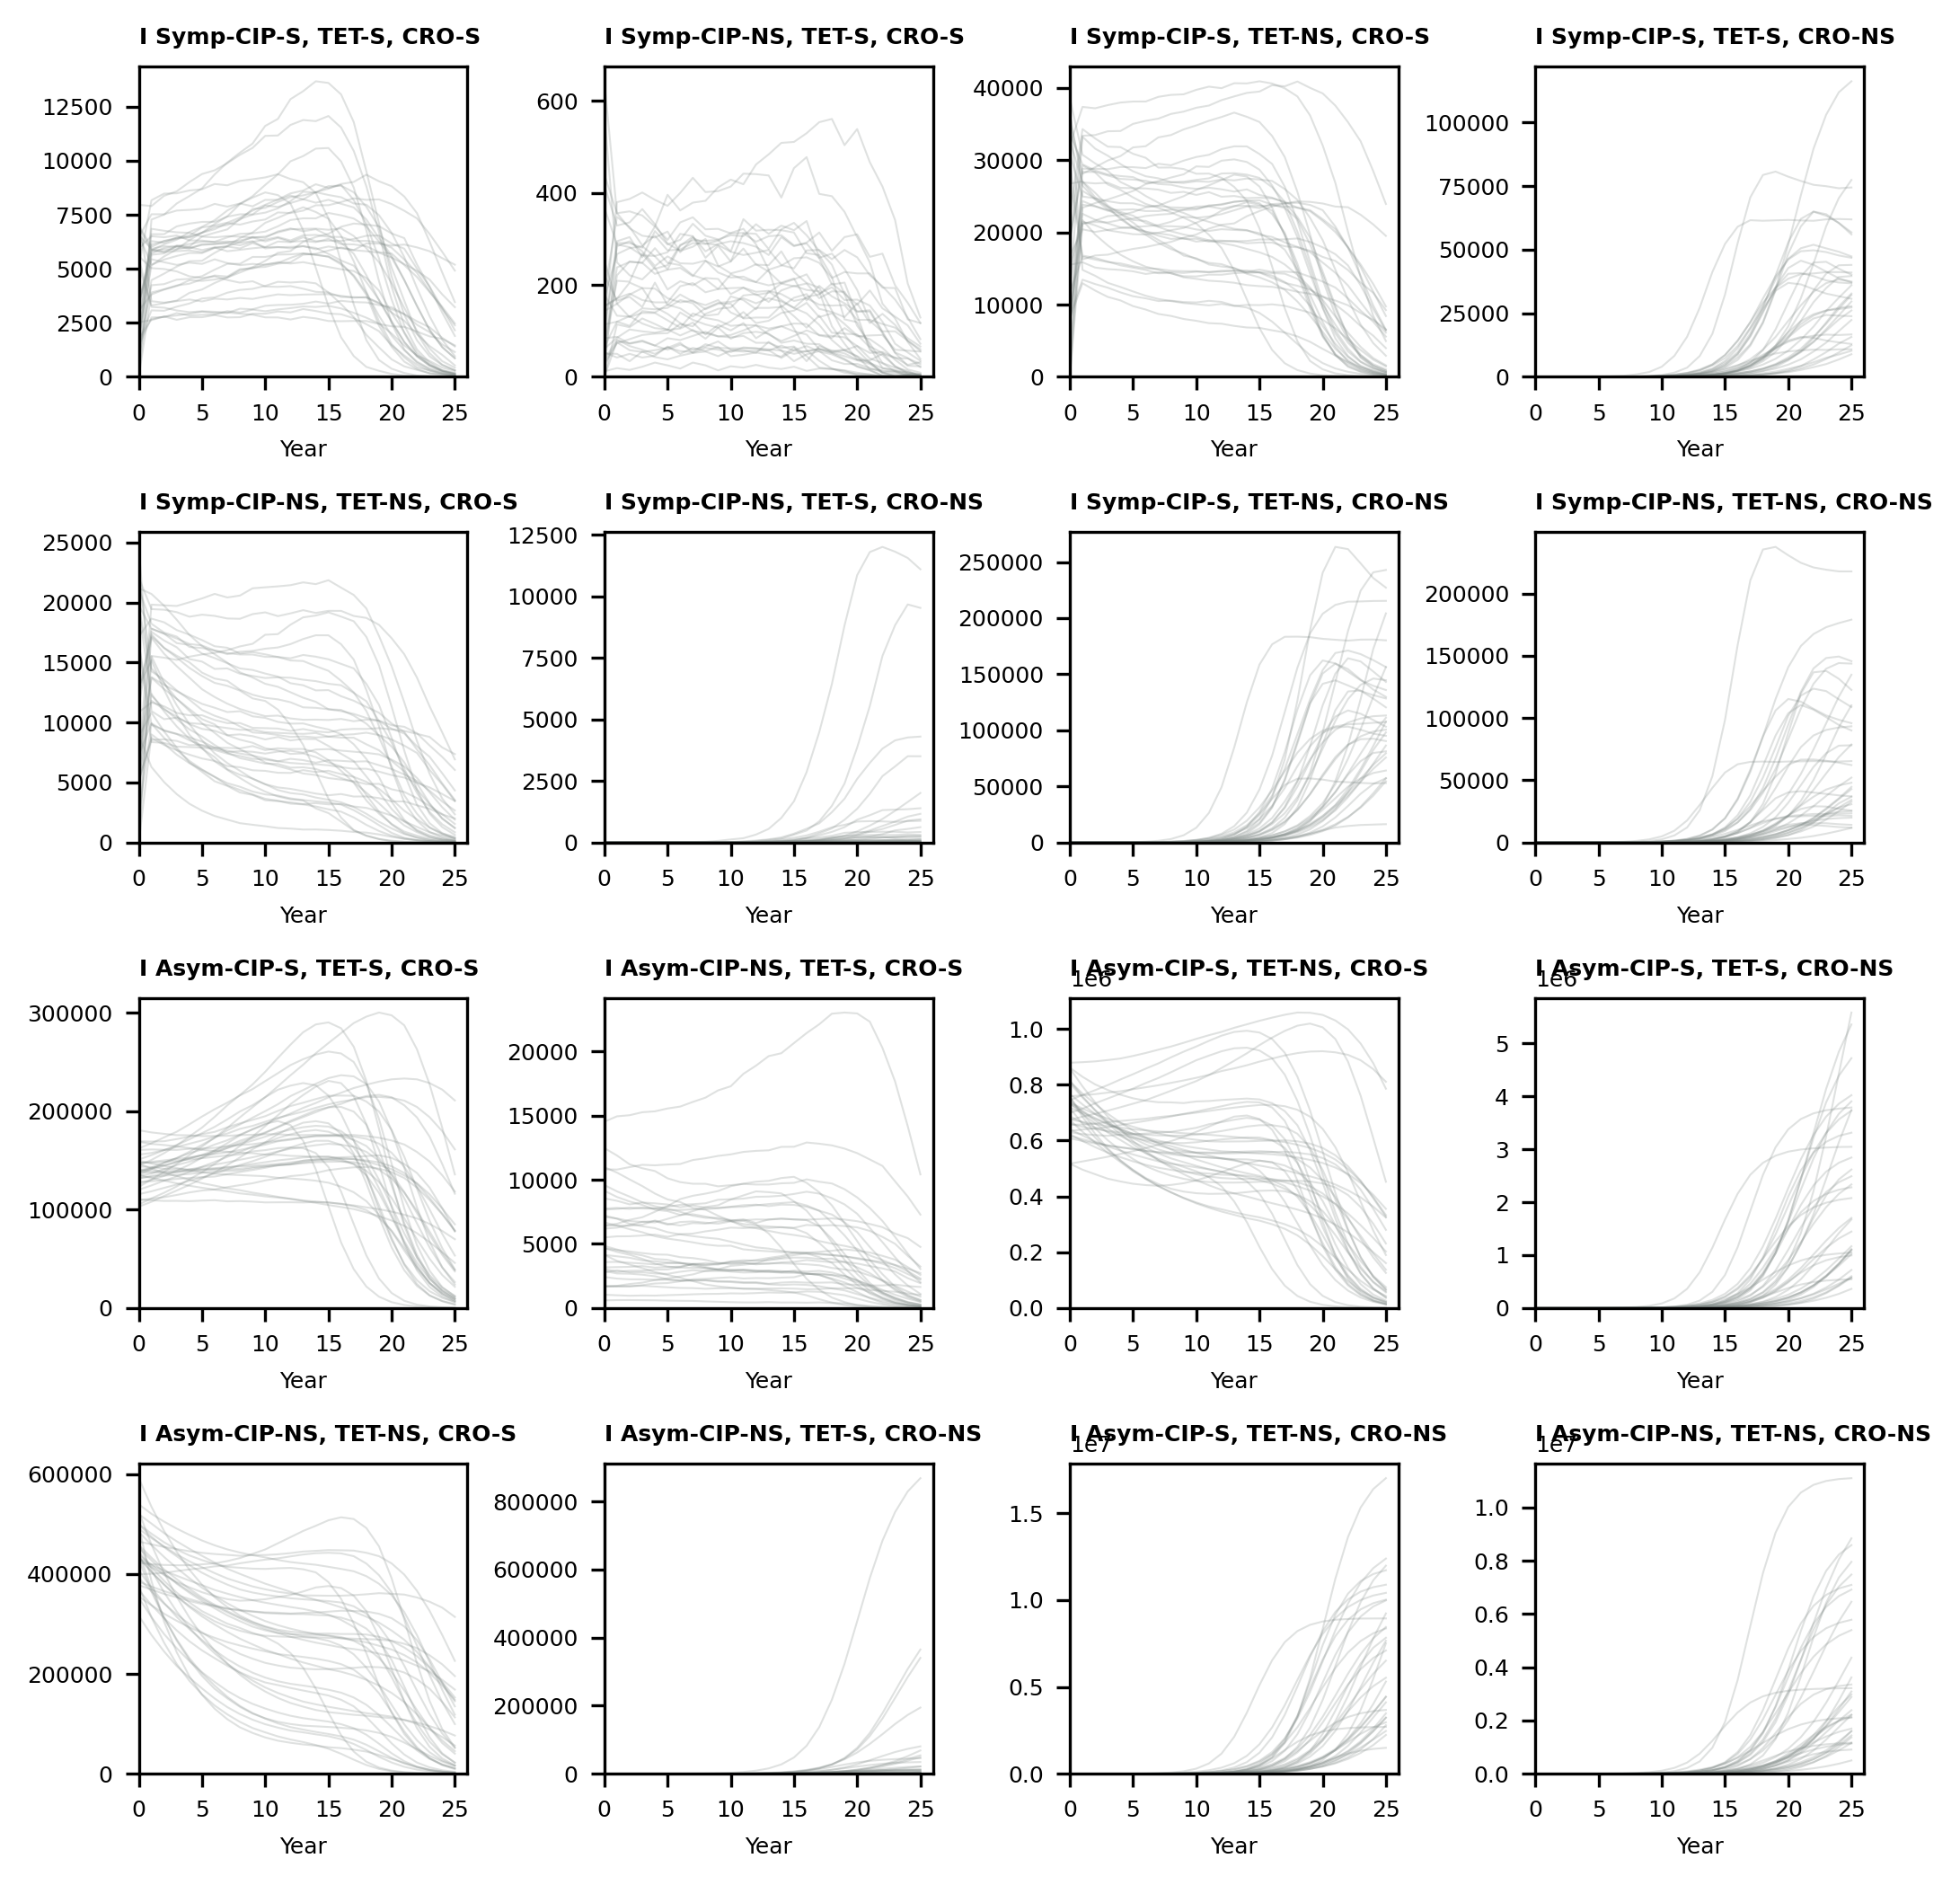 I Symp-CIP-S, TET-S, CRO-S
12500
10000
7500
5000
2500
0
0 5 10 15 20 25
Year
I Symp-CIP-NS, TET-S, CRO-S
600
400
200
0
0 5 10 15 20 25
Year
I Symp-CIP-S, TET-NS, CRO-S
40000
30000
20000
10000
0
0 5 10 15 20 25
Year
I Symp-CIP-S, TET-S, CRO-NS
100000
75000
50000
25000
0
0 5 10 15 20 25
Year
I Symp-CIP-NS, TET-NS, CRO-S
25000
20000
15000
10000
5000
0
0 5 10 15 20 25
Year
I Symp-CIP-NS, TET-S, CRO-NS
12500
10000
7500
5000
2500
0
0 5 10 15 20 25
Year
I Symp-CIP-S, TET-NS, CRO-NS
250000
200000
150000
100000
50000
0
0 5 10 15 20 25
Year
I Symp-CIP-NS, TET-NS, CRO-NS
200000
150000
100000
50000
0
0 5 10 15 20 25
Year
I Asym-CIP-S, TET-S, CRO-S
300000
200000
100000
0
0 5 10 15 20 25
Year
I Asym-CIP-NS, TET-S, CRO-S
20000
15000
10000
5000
0
0 5 10 15 20 25
Year
I Asym-CIP-S, TET-NS, CRO-S
1e6
1.0
0.8
0.6
0.4
0.2
0.0
0 5 10 15 20 25
Year
I Asym-CIP-S, TET-S, CRO-NS
1e6
5
4
3
2
1
0
0 5 10 15 20 25
Year
I Asym-CIP-NS, TET-NS, CRO-S
600000
400000
200000
0
0 5 10 15 20 25
Year
I Asym-CIP-NS, TET-S, CRO-NS
800000
600000
400000
200000
0
0 5 10 15 20 25
Year
I Asym-CIP-S, TET-NS, CRO-NS
1e7
1.5
1.0
0.5
0.0
0 5 10 15 20 25
Year
I Asym-CIP-NS, TET-NS, CRO-NS
1e7
1.0
0.8
0.6
0.4
0.2
0.0
0 5 10 15 20 25
Year